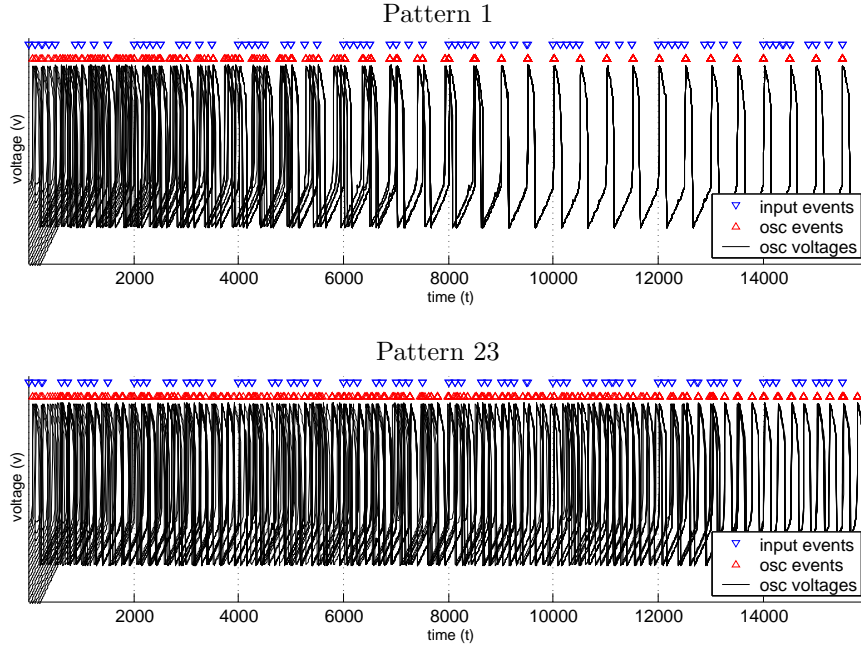 Pattern 1
voltage (v)
input events
osc events
osc voltages
2000 4000 6000 8000 10000 12000 14000
time (t)
Pattern 23
voltage (v)
input events
osc events
osc voltages
2000 4000 6000 8000 10000 12000 14000
time (t)